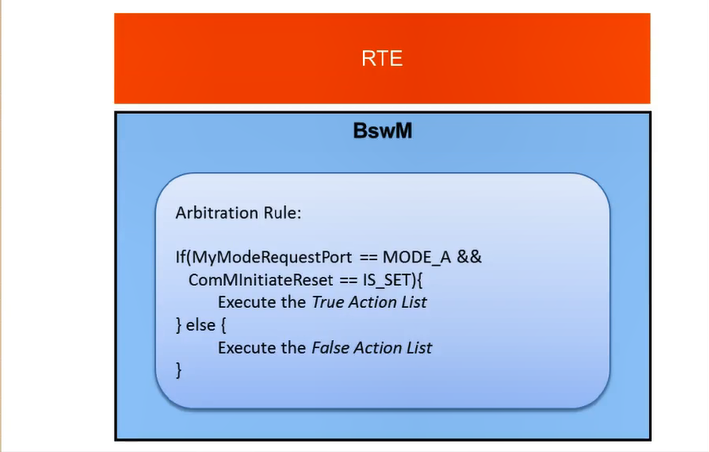 RTE
BswM
Arbitration Rule:
If(MyModeRequestPort == MODE_A &&
ComMInitiateReset == IS_SET){
Execute the True Action List
} else {
Execute the False Action List
}